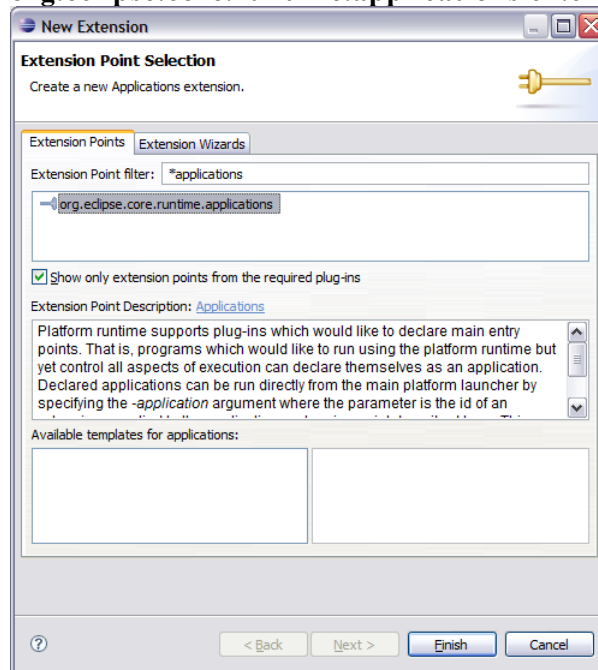 New Extension
Extension Point Selection
Create a new Applications extension.
Extension Points Extension Wizards
Extension Point filter: *applications
org.eclipse.core.runtime.applications
Show only extension points from the required plug-ins
Extension Point Description: Applications
Platform runtime supports plug-ins which would like to declare main entry
points. That is, programs which would like to run using the platform runtime but
yet control all aspects of execution can declare themselves as an application.
Declared applications can be run directly from the main platform launcher by
specifying the -application argument where the parameter is the id of an
Available templates for applications:
? < Back Next > Finish Cancel